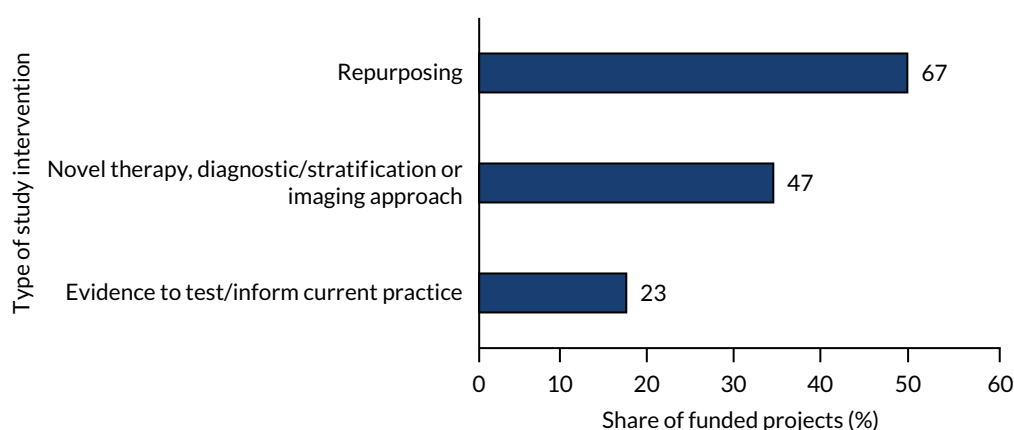 Type of study intervention
Repurposing
67
Novel therapy, diagnostic/stratification or
imaging approach
47
Evidence to test/inform current practice
23
0 10 20 30 40 50 60
Share of funded projects (%)